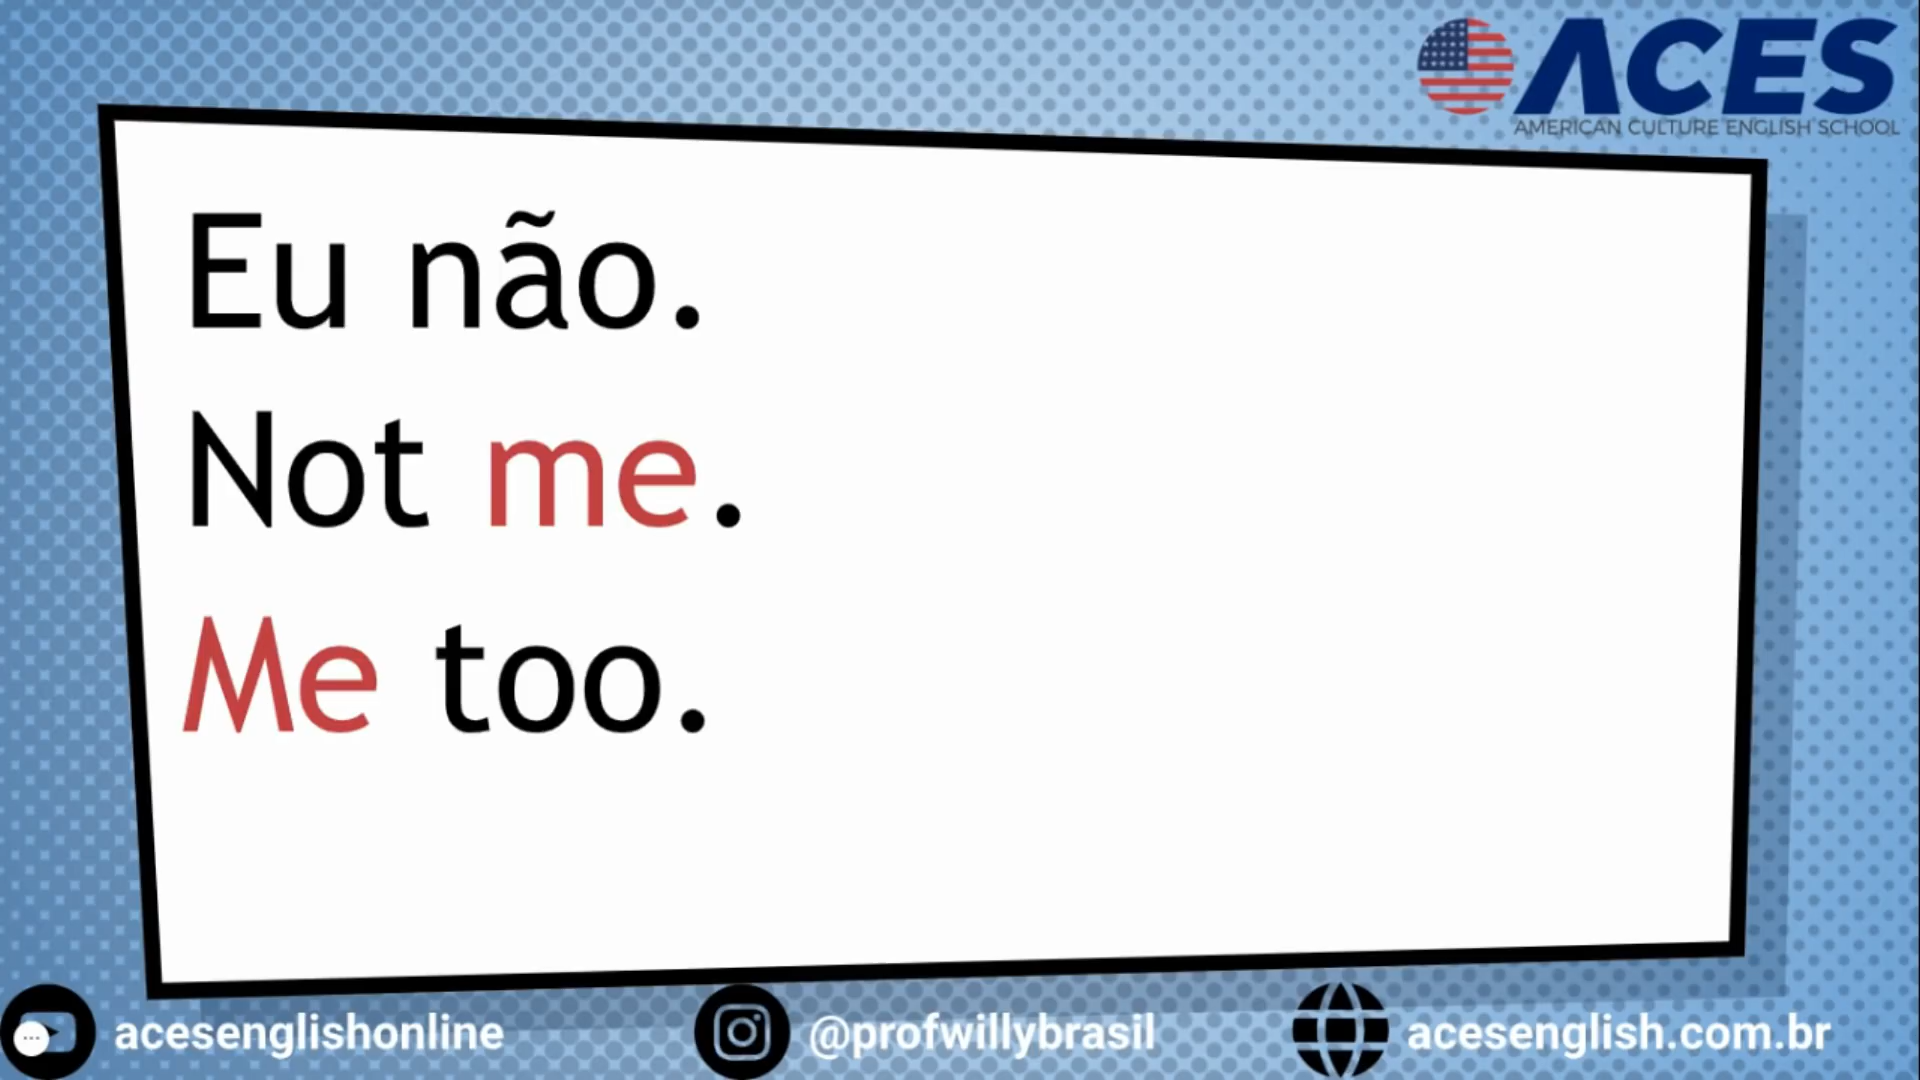 ACES
AMERICAN CULTURE ENGLISH SCHOOL
Eu não.
Not me.
Me too.
acesenglishonline
@profwillybrasil
acesenglish.com.br